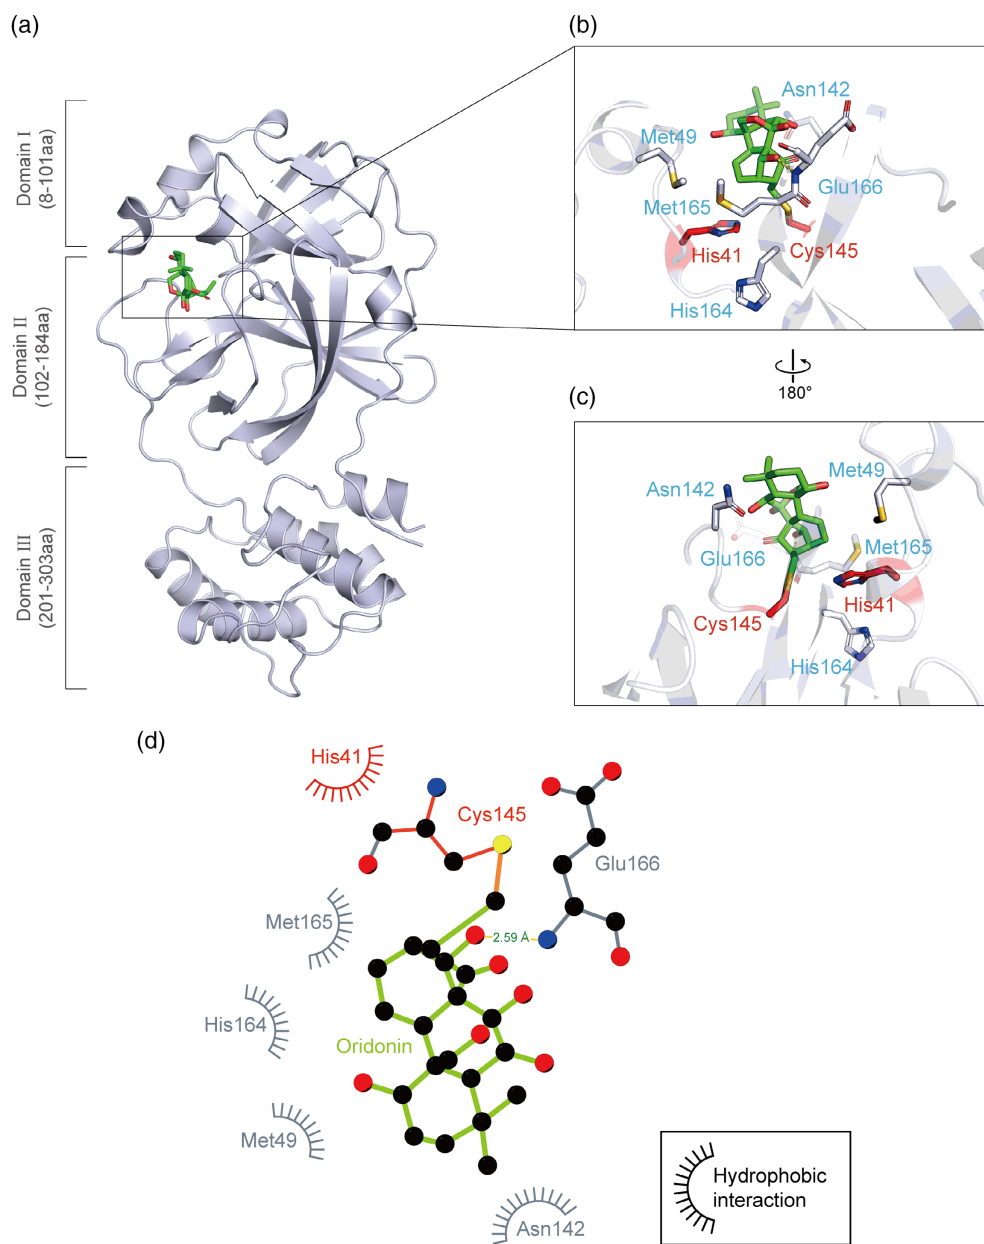 (a)
Domain I
(8-101aa)
Domain II
(102-184aa)
Domain III
(201-303aa)
(b)
Asn142
Met49
Glu166
Met165
His41
Cys145
His164
180°
(c)
Met49
Asn142
Glu166
Met165
His41
Cys145
His164
(d)
His41
Cys145
Glu166
Met165
2.59 Å
His164
Oridonin
Met49
Asn142
Hydrophobic
interaction